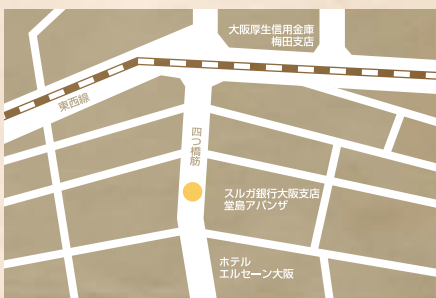 大阪厚生信用金庫
梅田支店
東西線
四つ橋筋
スルガ銀行大阪支店
堂島アバンザ
ホテル
エルセーン大阪